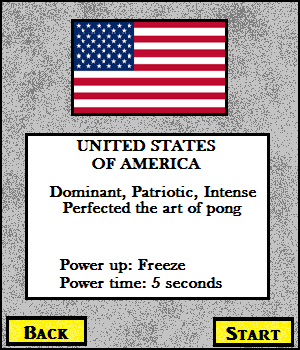 UNITED STATES
OF AMERICA
Dominant, Patriotic, Intense
Perfected the art of pong
Power up: Freeze
Power time: 5 seconds
Back
Start